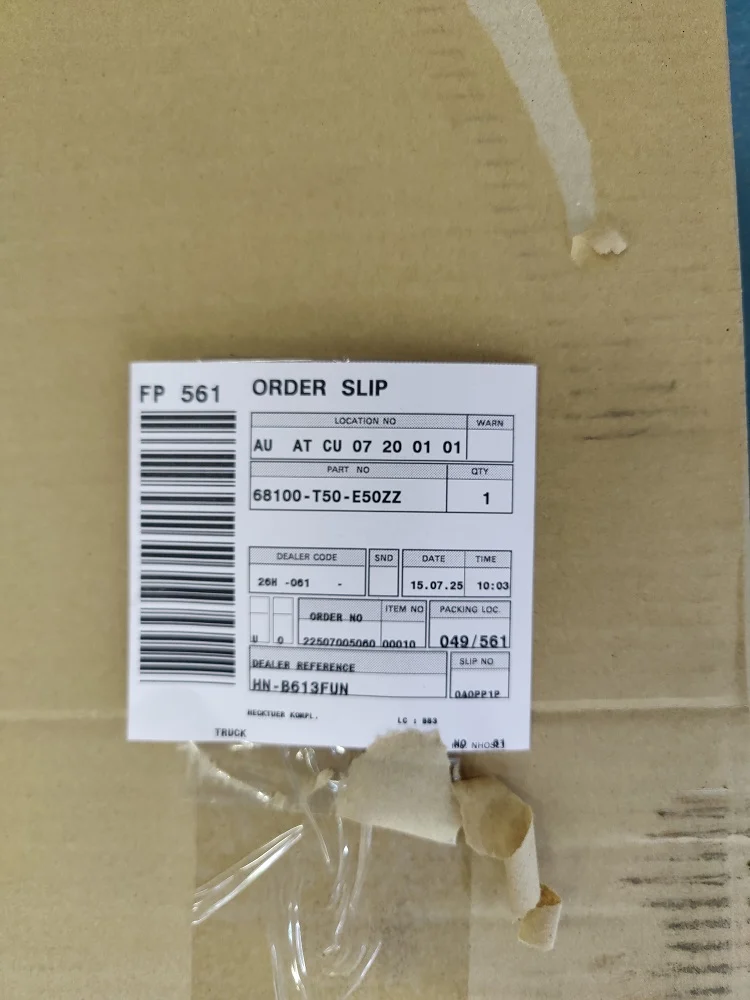 FP 561
ORDER SLIP
LOCATION NO WARN
AU AT CU 07 20 01 01
PART NO QTY
68100-T50-E50ZZ 1
DEALER CODE SND DATE TIME
26H -061 - 15.07.25 10:03
ORDER NO ITEM NO PACKING LOC.
U 0 22507005060 00010 049/561
DEALER REFERENCE SLIP NO
HN-B613FUN
HECKTUER KOMPL. LC : 983
TRUCK